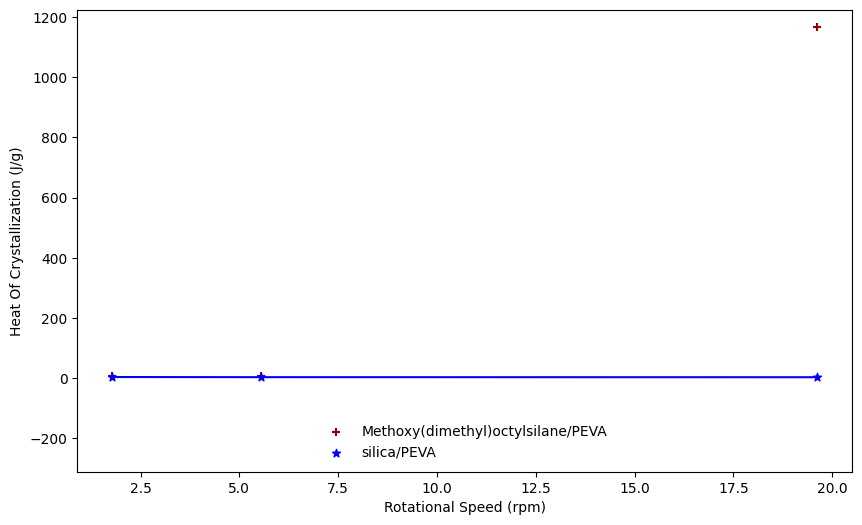 1200
1000
800
600
400
200
0
−200
Heat Of Crystallization (J/g)
Methoxy(dimethyl)octylsilane/PEVA
silica/PEVA
2.5 5.0 7.5 10.0 12.5 15.0 17.5 20.0
Rotational Speed (rpm)